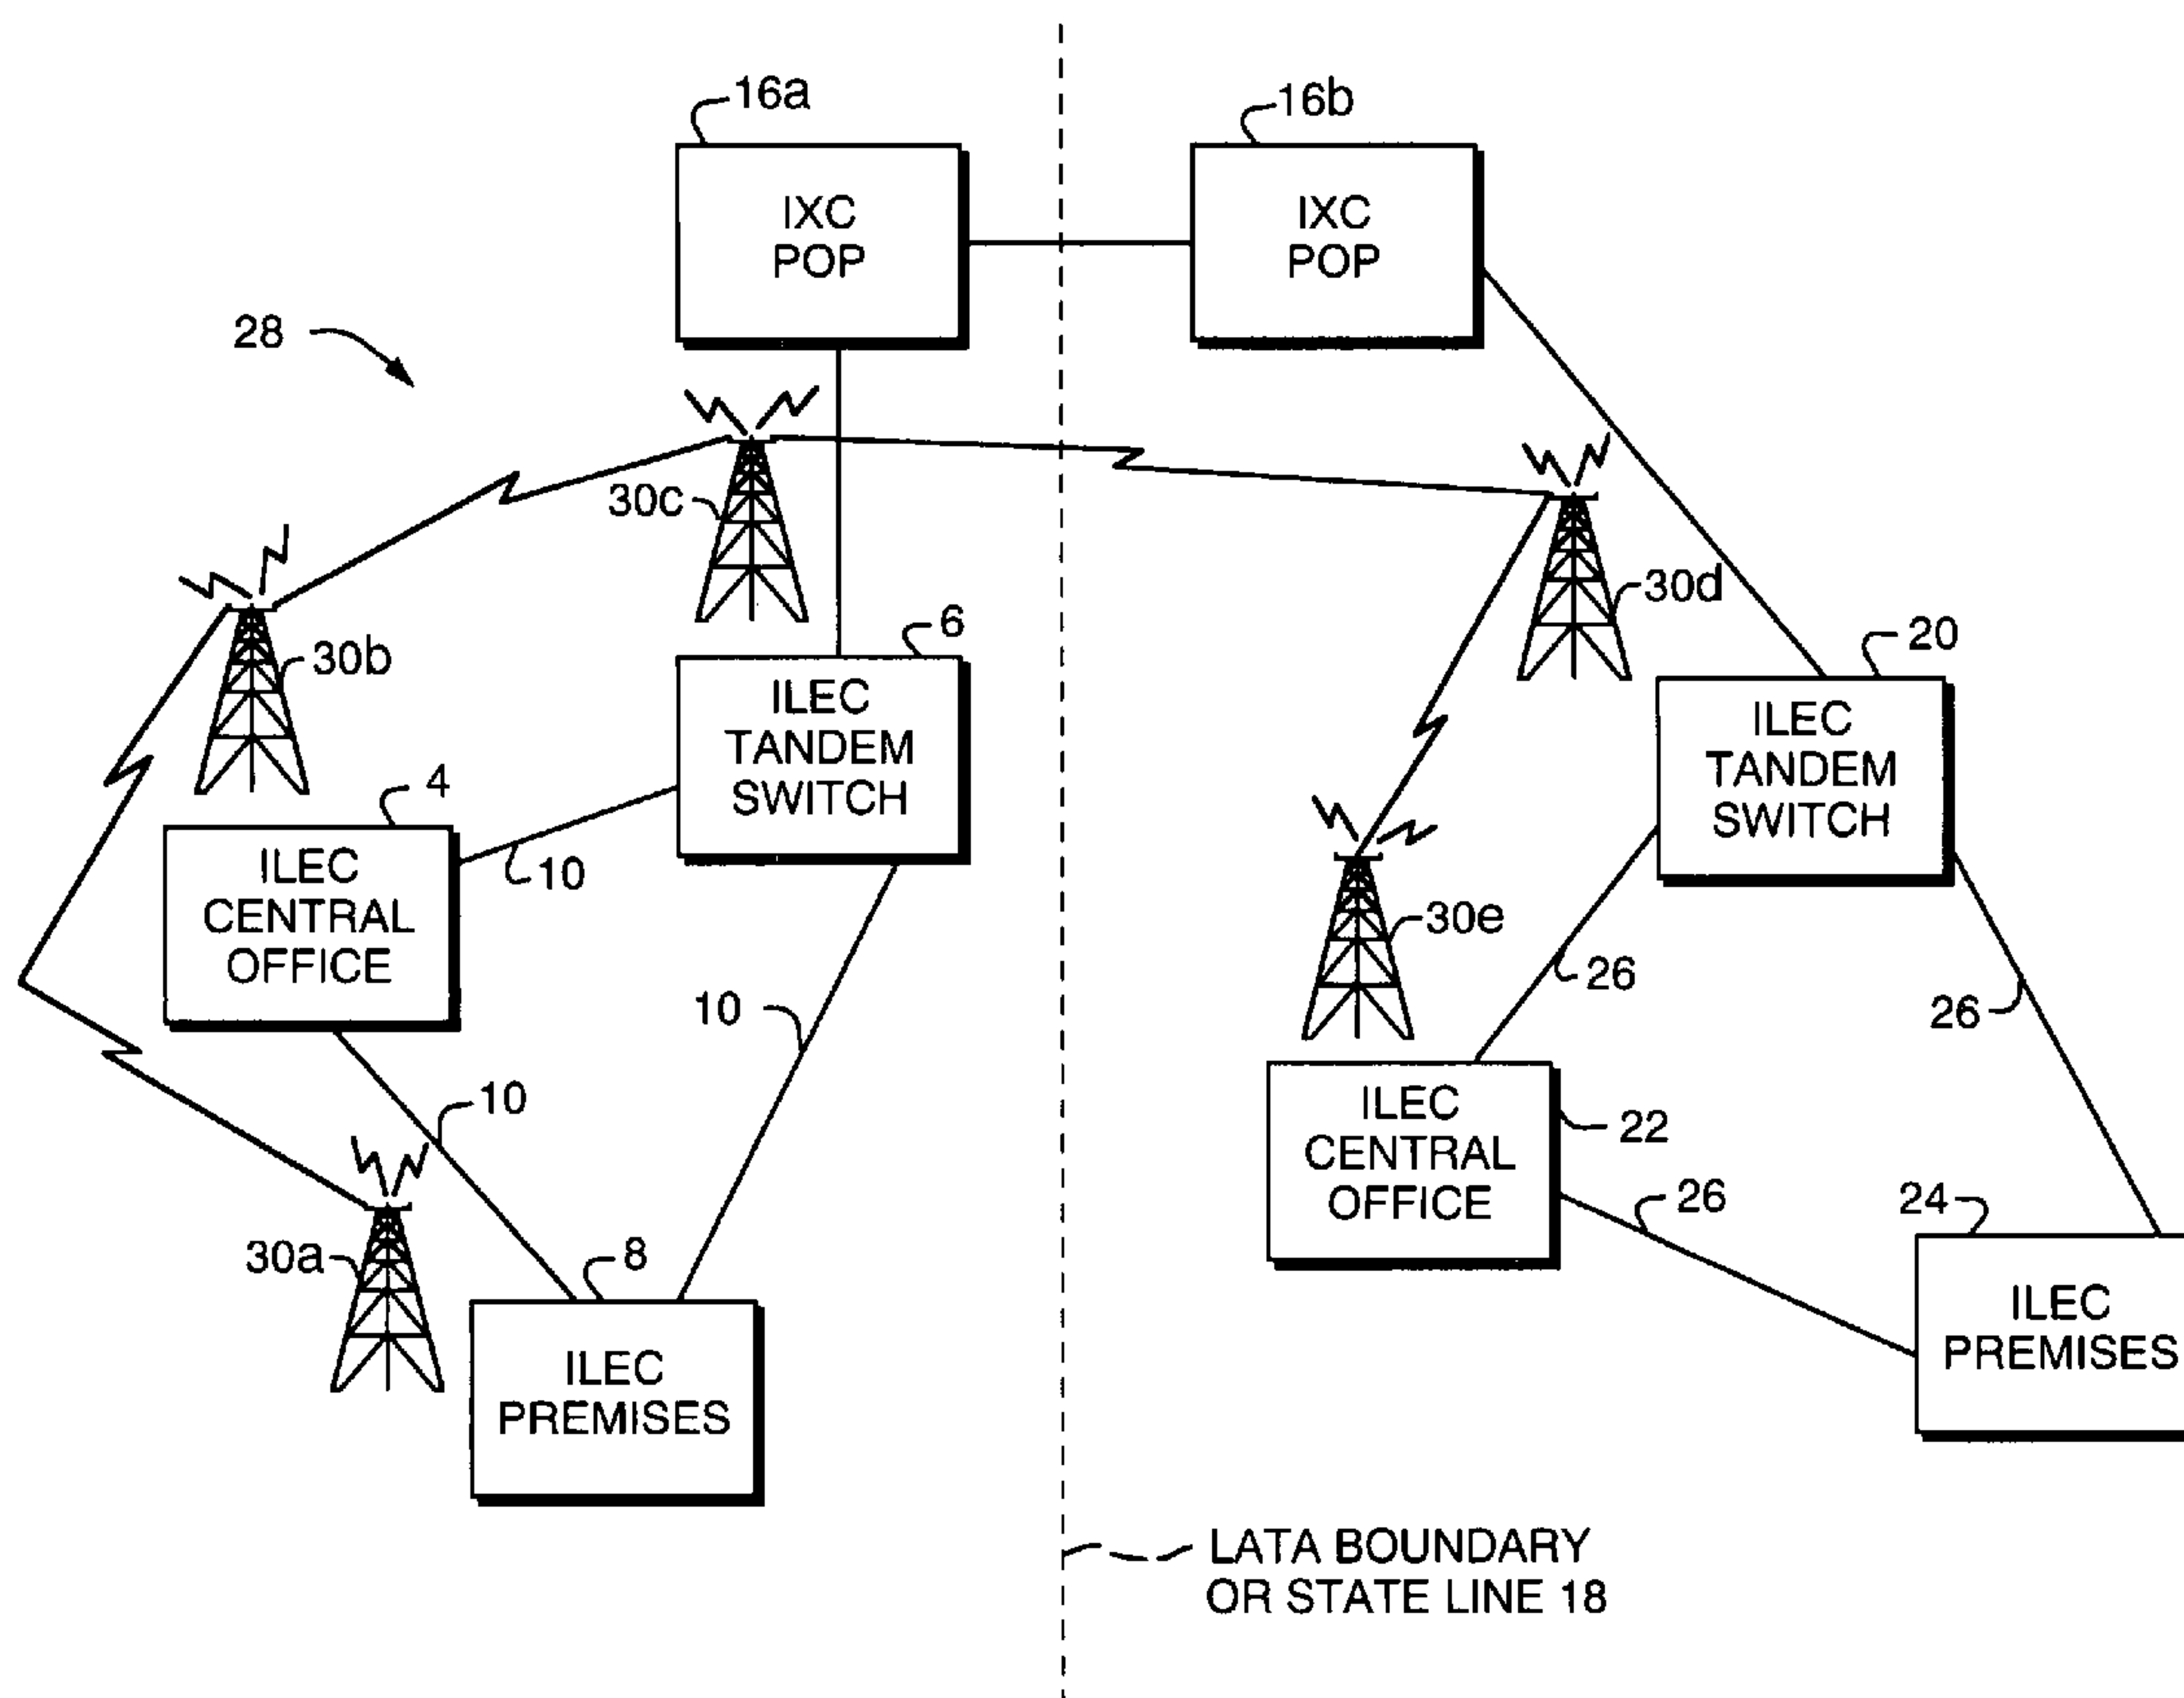 16a
16b
IXC
POP
IXC
POP
28
30c
30d
6
20
30b
ILEC
TANDEM
SWITCH
ILEC
TANDEM
SWITCH
4
10
ILEC
CENTRAL
OFFICE
30e
26
26
10
10
ILEC
CENTRAL
OFFICE
22
26
24
30a
8
ILEC
PREMISES
ILEC
PREMISES
LATA BOUNDARY
OR STATE LINE 18